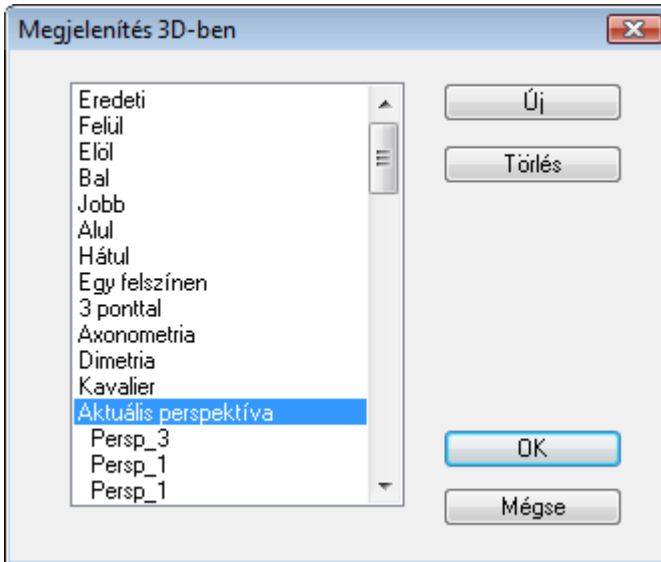 Megjelenítés 3D-ben
Eredeti
Felül
Elöl
Bal
Jobb
Alul
Hátul
Egy felszínen
3 ponttal
Axonometria
Dimetria
Kavalier
Aktuális perspektíva
Persp_3
Persp_1
Persp_1
Új
Törlés
OK
Mégse